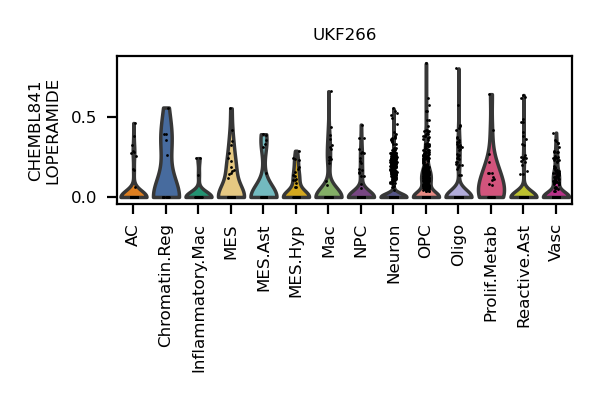 UKF266
CHEMBL841
LOPERAMIDE
0.5
0.0
AC
Chromatin.Reg
Inflammatory.Mac
MES
MES.Ast
MES.Hyp
Mac
NPC
Neuron
OPC
Oligo
Prolif.Metab
Reactive.Ast
Vasc